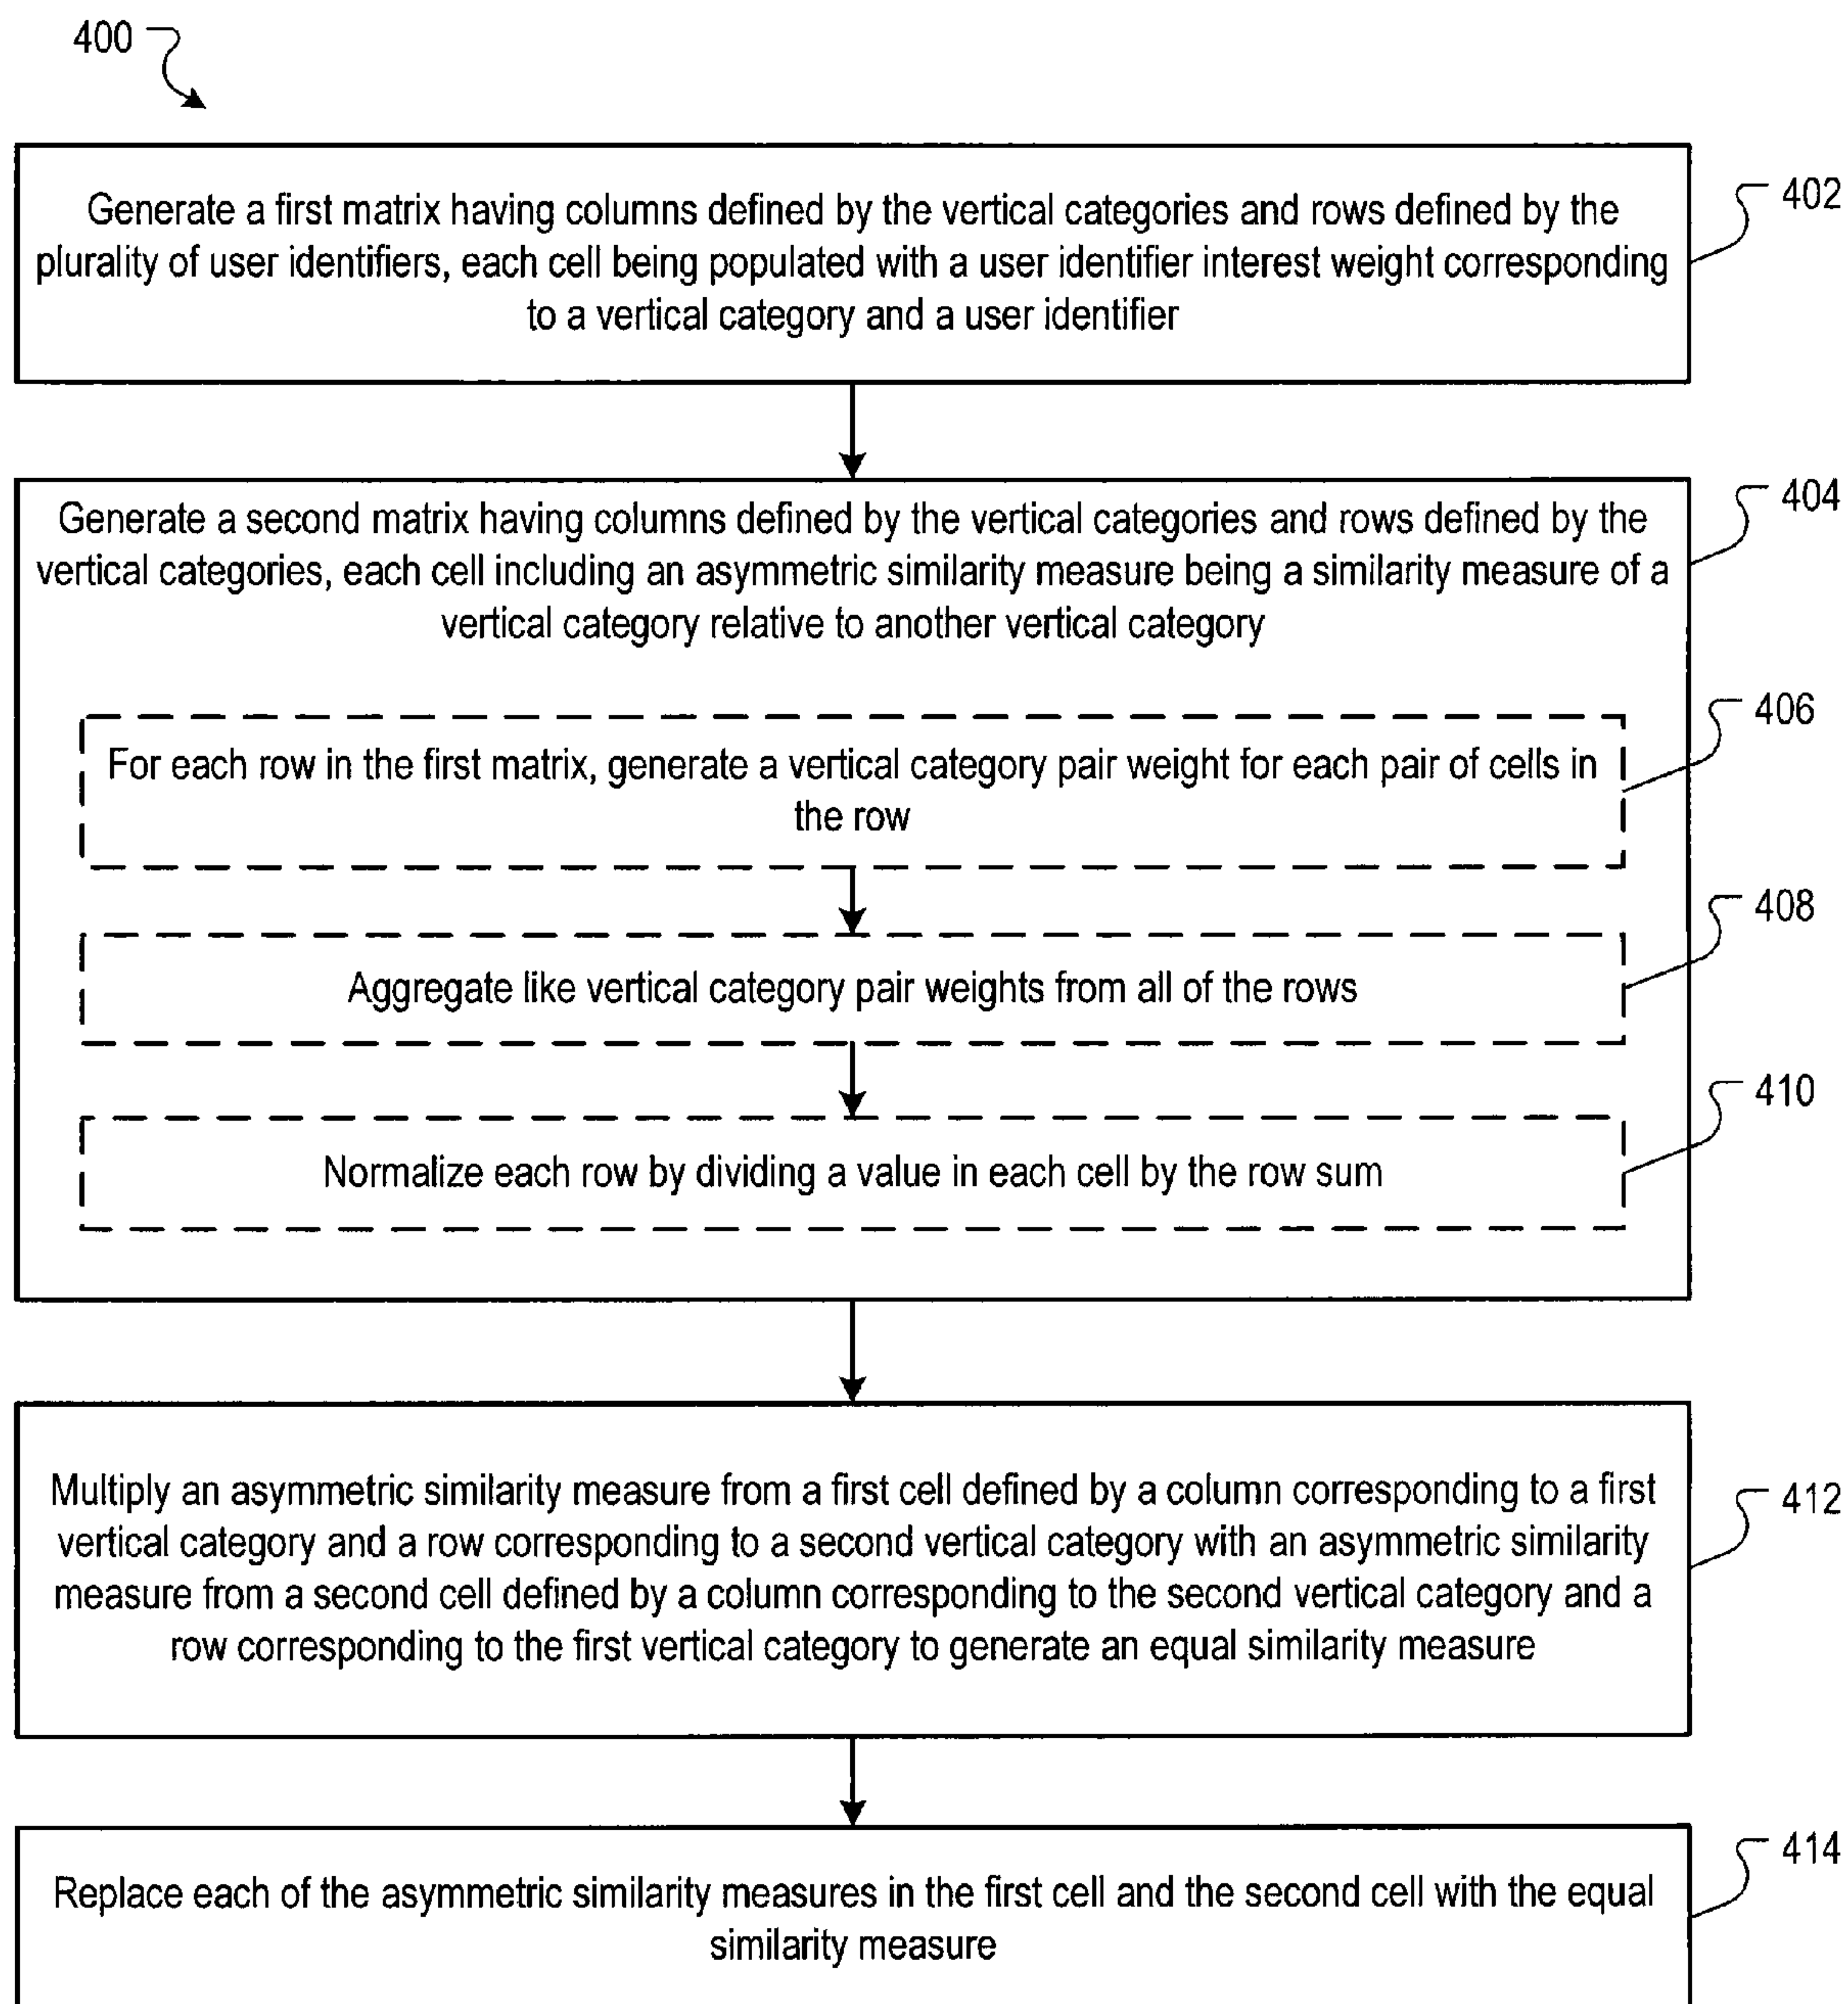 400
Generate a first matrix having columns defined by the vertical categories and rows defined by the
plurality of user identifiers, each cell being populated with a user identifier interest weight corresponding
to a vertical category and a user identifier
402
Generate a second matrix having columns defined by the vertical categories and rows defined by the
vertical categories, each cell including an asymmetric similarity measure being a similarity measure of a
vertical category relative to another vertical category
404
For each row in the first matrix, generate a vertical category pair weight for each pair of cells in
the row
406
Aggregate like vertical category pair weights from all of the rows
408
Normalize each row by dividing a value in each cell by the row sum
410
Multiply an asymmetric similarity measure from a first cell defined by a column corresponding to a first
vertical category and a row corresponding to a second vertical category with an asymmetric similarity
measure from a second cell defined by a column corresponding to the second vertical category and a
row corresponding to the first vertical category to generate an equal similarity measure
412
Replace each of the asymmetric similarity measures in the first cell and the second cell with the equal
similarity measure
414